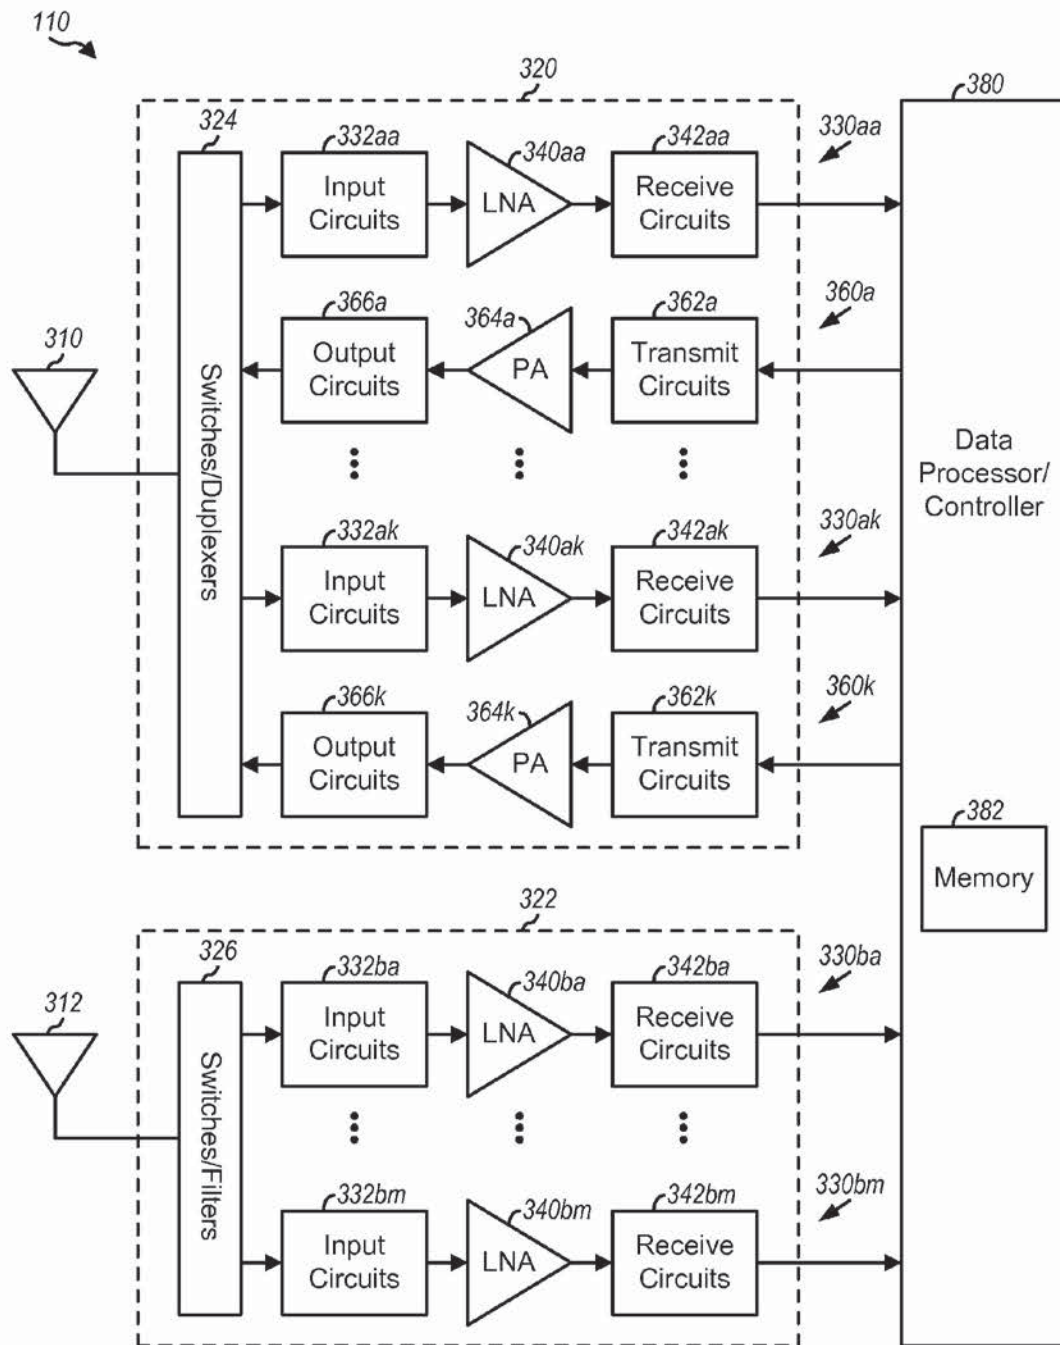 110
320
380
324
332aa
340aa
342aa
330aa
Input
Circuits
LNA
Receive
Circuits
366a
364a
362a
360a
310
Output
Circuits
PA
Transmit
Circuits
Switches/Duplexers
Data
Processor/
Controller
332ak
340ak
342ak
330ak
Input
Circuits
LNA
Receive
Circuits
366k
364k
362k
360k
Output
Circuits
PA
Transmit
Circuits
382
Memory
322
326
332ba
340ba
342ba
330ba
312
Input
Circuits
LNA
Receive
Circuits
Switches/Filters
332bm
340bm
342bm
330bm
Input
Circuits
LNA
Receive
Circuits